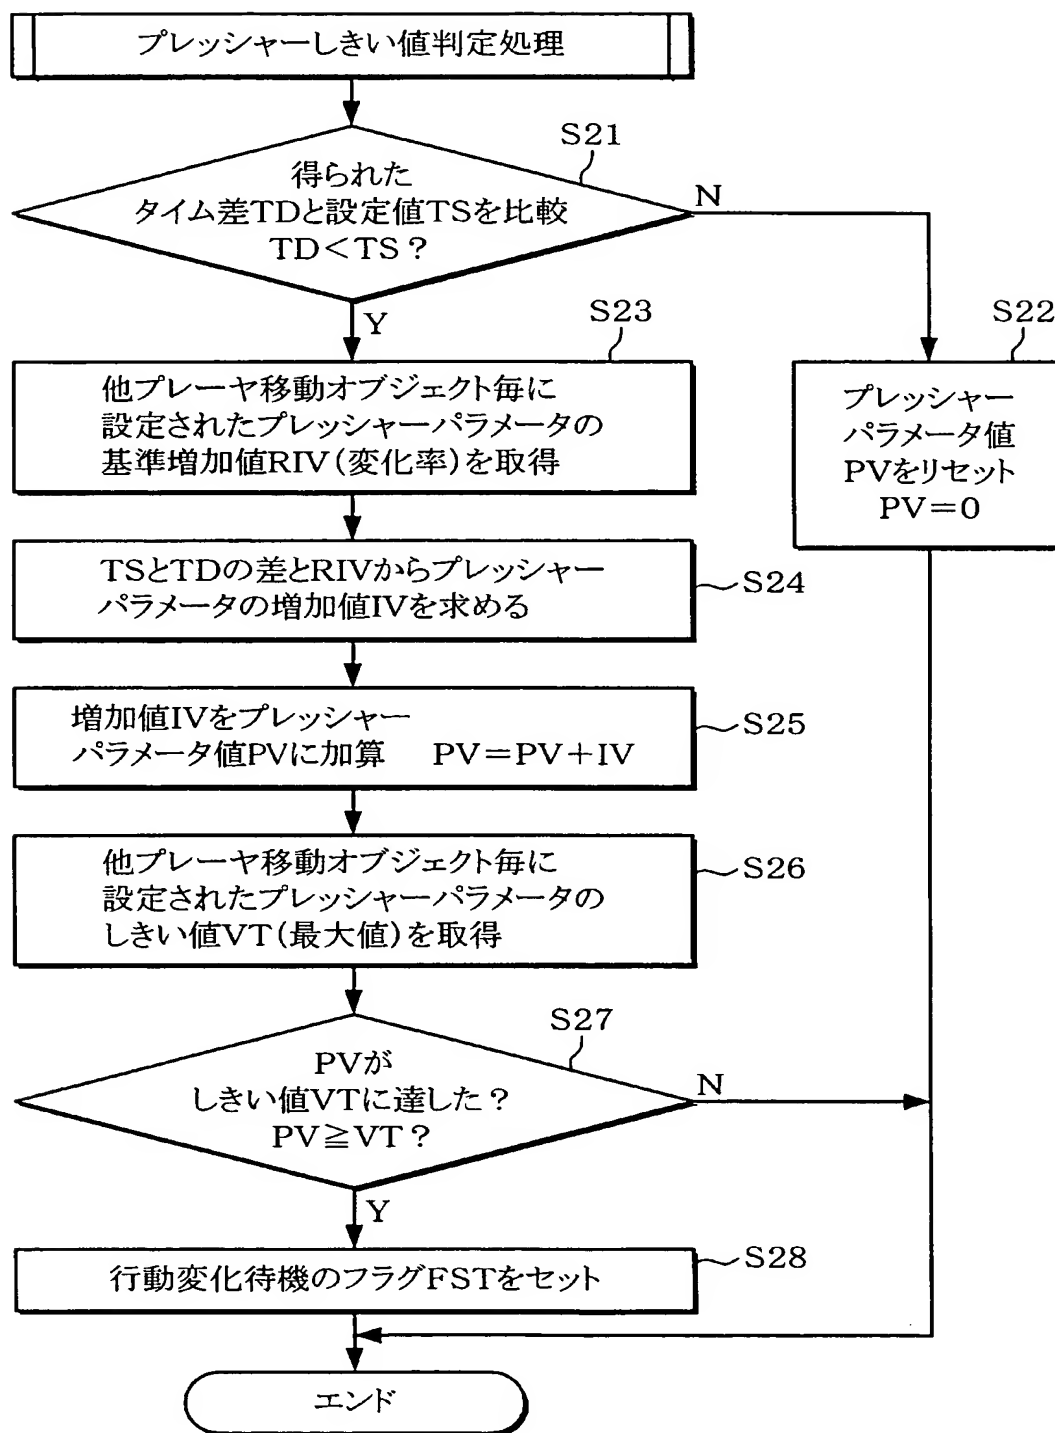 プレッシャーしきい値判定処理
S21
得られた
タイム差TDと設定値TSを比較
TD<TS?
N
Y
S23
S22
他プレーヤ移動オブジェクト毎に
設定されたプレッシャーパラメータの
基準増加値RIV(変化率)を取得
プレッシャー
パラメータ値
PVをリセット
PV=0
TSとTDの差とRIVからプレッシャー
パラメータの増加値IVを求める
S24
増加値IVをプレッシャー
パラメータ値PVに加算 PV=PV+IV
S25
他プレーヤ移動オブジェクト毎に
設定されたプレッシャーパラメータの
しきい値VT(最大値)を取得
S26
S27
PVが
しきい値VTに達した?
PV≧VT?
N
Y
行動変化待機のフラグFSTをセット
S28
エンド